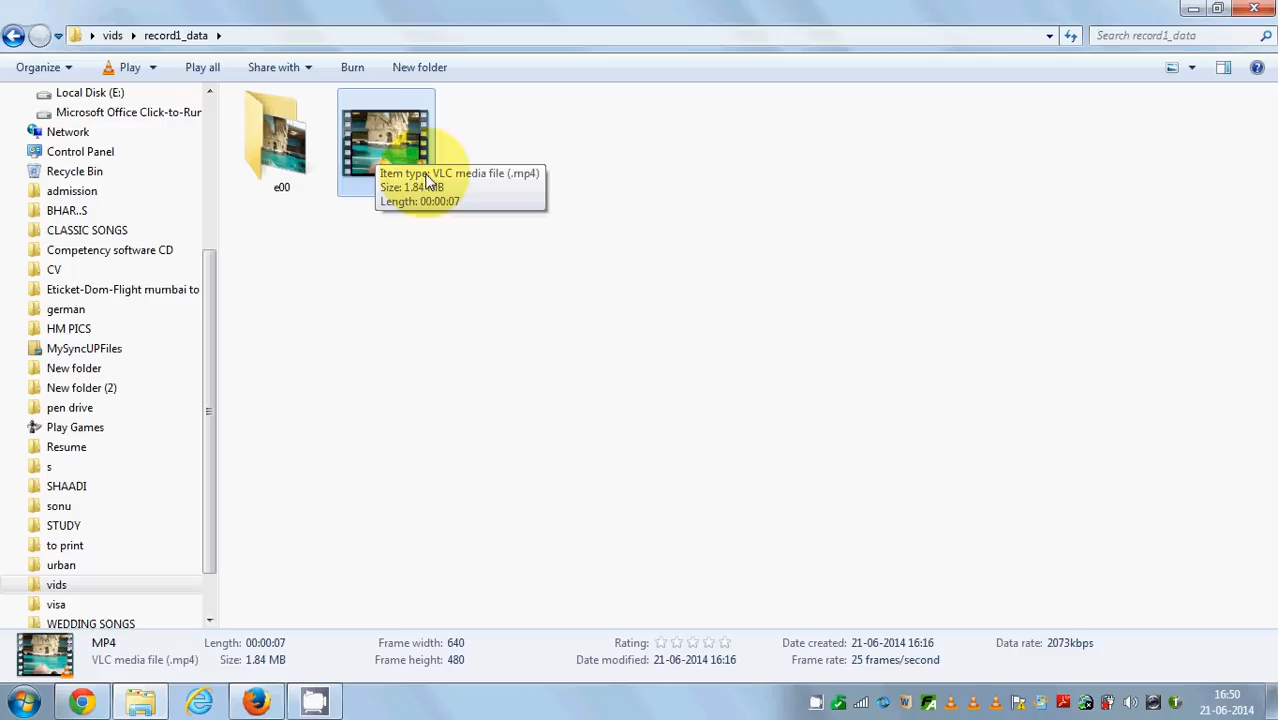 vids record1_data Search record1_data
Organize Play Play all Share with Burn New folder
Local Disk (E:)
Microsoft Office Click-to-Run
Network
Control Panel
Recycle Bin
admission
BHAR..S
CLASSIC SONGS
Competency software CD
CV
Eticket-Dom-Flight mumbai to
german
HM PICS
MySyncUPFiles
New folder
New folder (2)
pen drive
Play Games
Resume
s
SHAADI
sonu
STUDY
to print
urban
vids
visa
WEDDING SONGS
e00
Item type: VLC media file (.mp4)
Size: 1.84 MB
Length: 00:00:07
MP4 Length: 00:00:07 Frame width: 640 Rating: Date created: 21-06-2014 16:16 Data rate: 2073kbps
VLC media file (.mp4) Size: 1.84 MB Frame height: 480 Date modified: 21-06-2014 16:16 Frame rate: 25 frames/second
16:50
21-06-2014